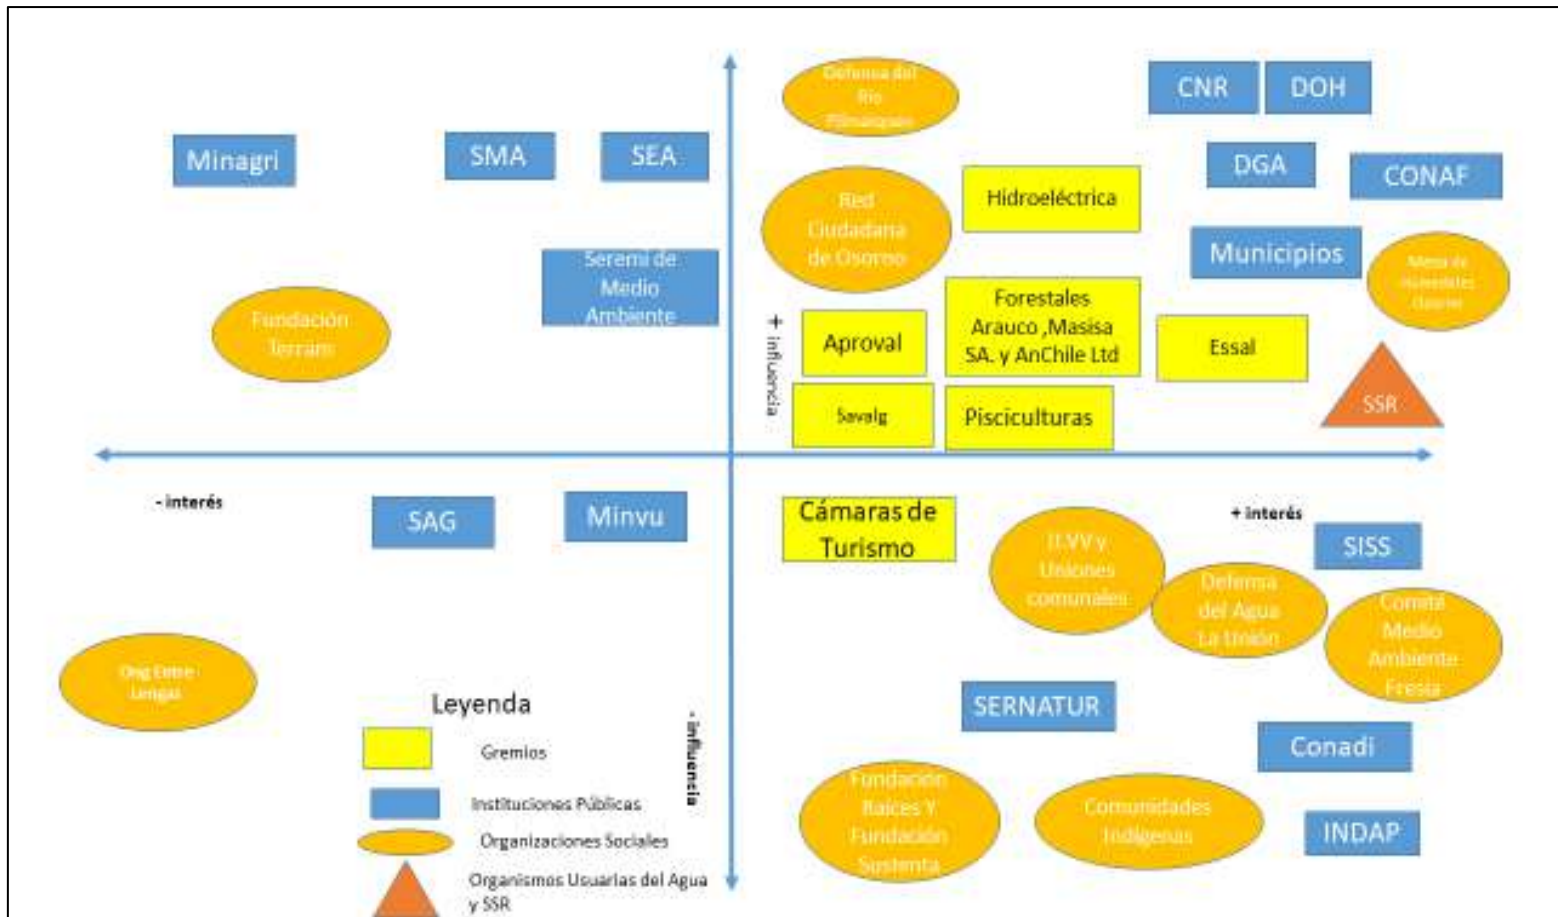 Defensa del
Río
Pilmaiquén
CNR
DOH
Minagri
SMA
SEA
DGA
CONAF
Hidroeléctrica
Red
Ciudadana
de Osorno
Municipios
Seremi de
Medio
Ambiente
Mesa de
Humedales
Fundación
Terram
Forestales
Arauco ,Masisa
SA. y AnChile Ltd
+ influencia
Aproval
Essal
SSR
Savalg
Pisciculturas
- interés
SAG
Minvu
Cámaras de
Turismo
+ interés
JJ.VV y
Uniones
comunales
SISS
Defensa
del Agua
La Unión
Comité
Medio
Ambiente
Fresia
Ong Entre
Lengas
SERNATUR
- influencia
Conadi
Leyenda
Gremios
Instituciones Públicas
Organizaciones Sociales
Organismos Usuarias del Agua
y SSR
Fundación
Raíces Y
Fundación
Sustenta
Comunidades
Indígenas
INDAP